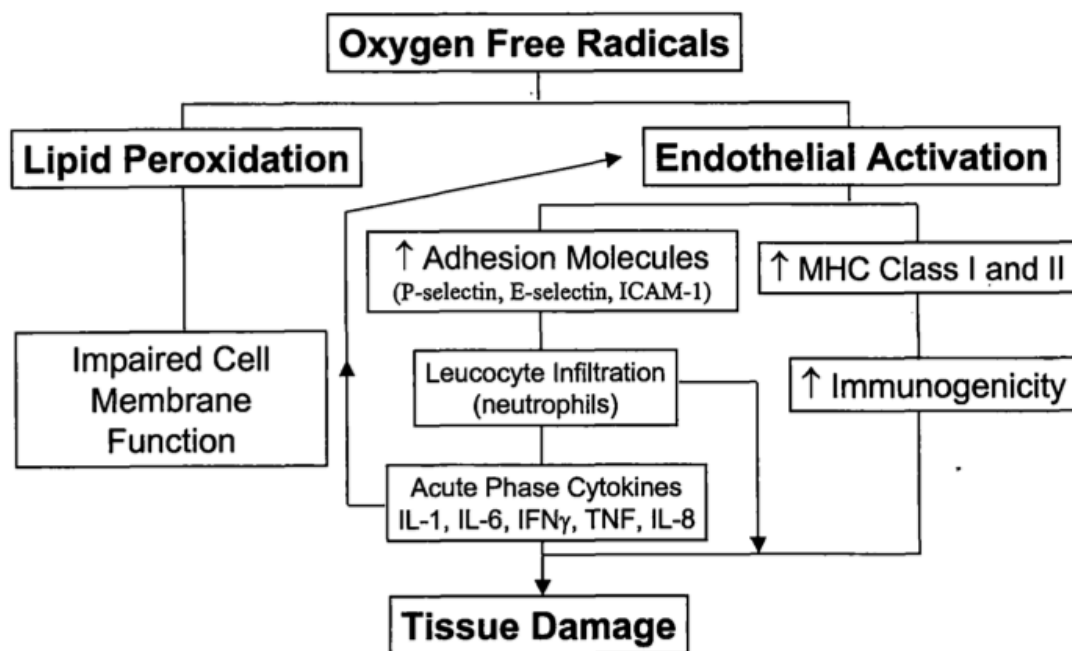 Oxygen Free Radicals
Lipid Peroxidation
Endothelial Activation
↑ Adhesion Molecules
(P-selectin, E-selectin, ICAM-1)
↑ MHC Class I and II
Impaired Cell
Membrane
Function
Leucocyte Infiltration
(neutrophils)
↑ Immunogenicity
Acute Phase Cytokines
IL-1, IL-6, IFNγ, TNF, IL-8
Tissue Damage